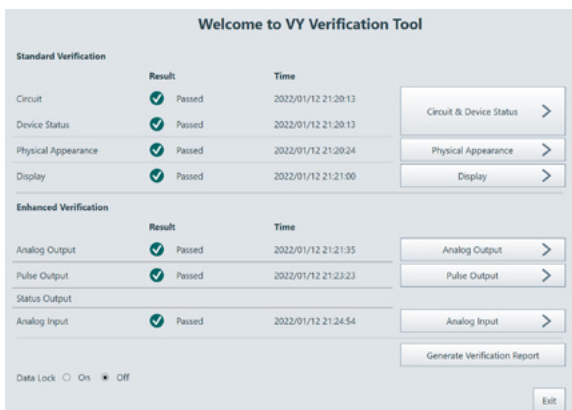 Welcome to VY Verification Tool
Standard Verification
Result Time
Circuit Passed 2022/01/12 21:20:13
Circuit & Device Status
Device Status Passed 2022/01/12 21:20:13
Physical Appearance Passed 2022/01/12 21:20:24 Physical Appearance
Display Passed 2022/01/12 21:21:00 Display
Enhanced Verification
Result Time
Analog Output Passed 2022/01/12 21:21:35 Analog Output
Pulse Output Passed 2022/01/12 21:23:23 Pulse Output
Status Output
Analog Input Passed 2022/01/12 21:24:54 Analog Input
Generate Verification Report
Data Lock On Off
Exit